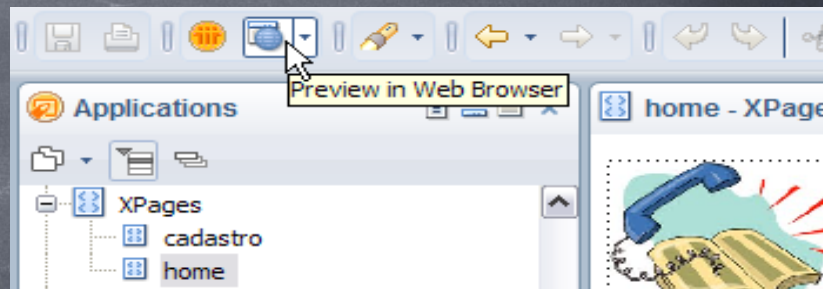 Preview in Web Browser
Applications
home - XPage
XPages
cadastro
home